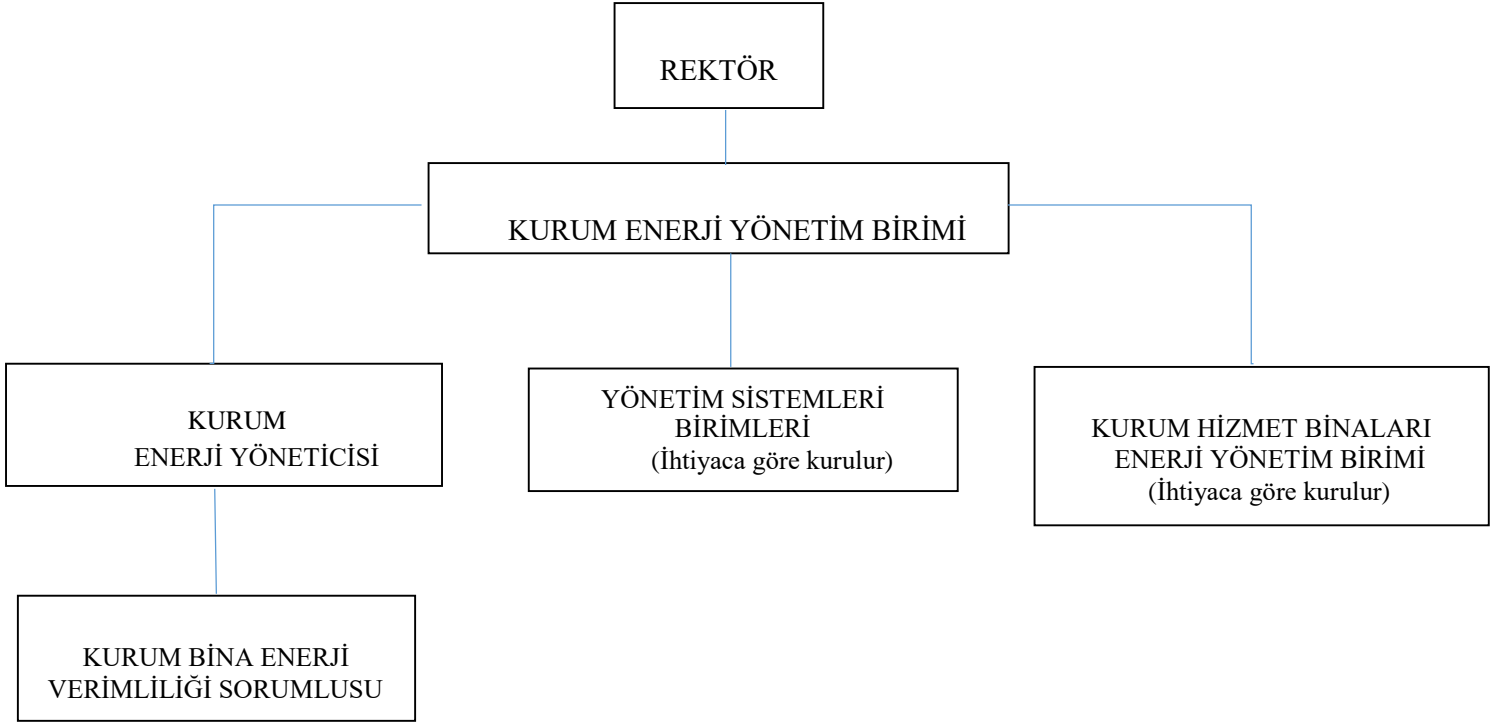 REKTÖR
KURUM ENERJİ YÖNETİM BİRİMİ
KURUM
ENERJİ YÖNETİCİSİ
YÖNETİM SİSTEMLERİ
BİRİMLERİ
(İhtiyaca göre kurulur)
KURUM HİZMET BİNALARI
ENERJİ YÖNETİM BİRİMİ
(İhtiyaca göre kurulur)
KURUM BİNA ENERJİ
VERİMLİLİĞİ SORUMLUSU